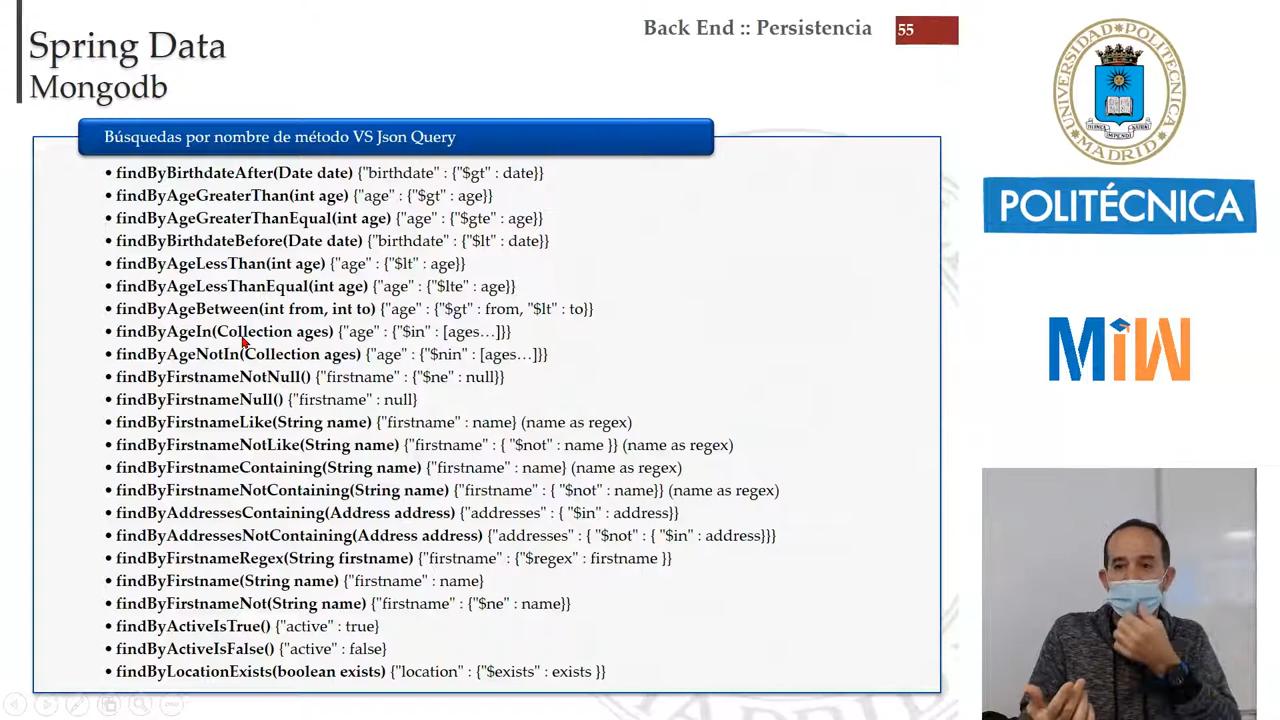 Back End :: Persistencia
55
Spring Data
Mongodb
Búsquedas por nombre de método VS Json Query
• findByBirthdateAfter(Date date) {"birthdate" : {"$gt" : date}}
• findByAgeGreaterThan(int age) {"age" : {"$gt" : age}}
• findByAgeGreaterThanEqual(int age) {"age" : {"$gte" : age}}
• findByBirthdateBefore(Date date) {"birthdate" : {"$lt" : date}}
• findByAgeLessThan(int age) {"age" : {"$lt" : age}}
• findByAgeLessThanEqual(int age) {"age" : {"$lte" : age}}
• findByAgeBetween(int from, int to) {"age" : {"$gt" : from, "$lt" : to}}
• findByAgeIn(Collection ages) {"age" : {"$in" : [ages…]}}
• findByAgeNotIn(Collection ages) {"age" : {"$nin" : [ages…]}}
• findByFirstnameNotNull() {"firstname" : {"$ne" : null}}
• findByFirstnameNull() {"firstname" : null}
• findByFirstnameLike(String name) {"firstname" : name} (name as regex)
• findByFirstnameNotLike(String name) {"firstname" : { "$not" : name }} (name as regex)
• findByFirstnameContaining(String name) {"firstname" : name} (name as regex)
• findByFirstnameNotContaining(String name) {"firstname" : { "$not" : name}} (name as regex)
• findByAddressesContaining(Address address) {"addresses" : { "$in" : address}}
• findByAddressesNotContaining(Address address) {"addresses" : { "$not" : { "$in" : address}}}
• findByFirstnameRegex(String firstname) {"firstname" : {"$regex" : firstname }}
• findByFirstname(String name) {"firstname" : name}
• findByFirstnameNot(String name) {"firstname" : {"$ne" : name}}
• findByActiveIsTrue() {"active" : true}
• findByActiveIsFalse() {"active" : false}
• findByLocationExists(boolean exists) {"location" : {"$exists" : exists }}
UNIVERSIDAD POLITÉCNICA
MADRID
POLITÉCNICA
MiW